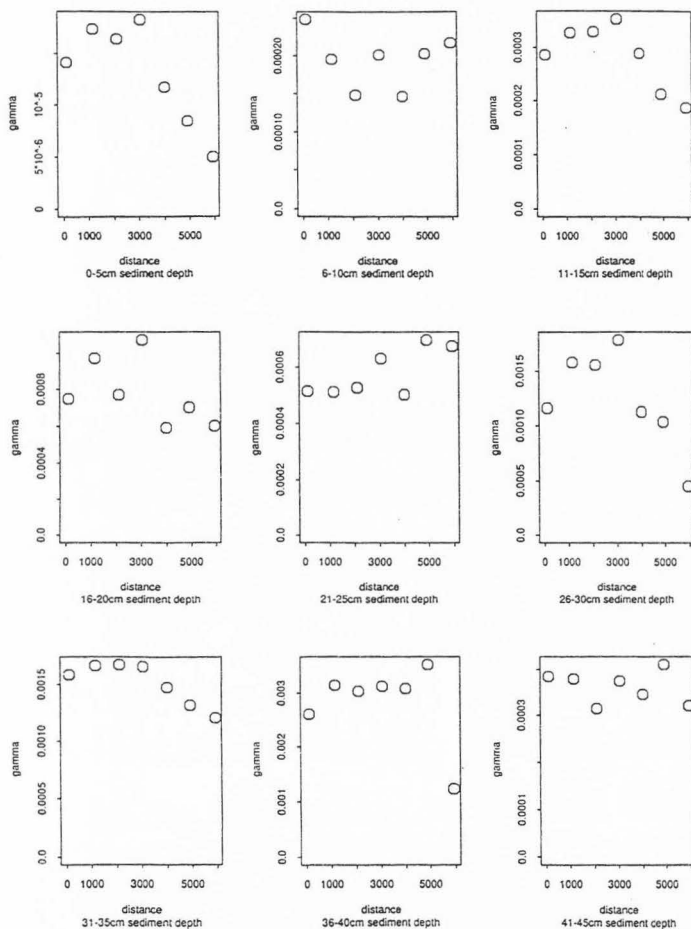 gamma
0 5*10^-6 10^-5
0 1000 3000 5000
distance
0-5cm sediment depth
gamma
0.0 0.00010 0.00020
0 1000 3000 5000
distance
6-10cm sediment depth
gamma
0.0 0.0001 0.0002 0.0003
0 1000 3000 5000
distance
11-15cm sediment depth
gamma
0.0 0.0004 0.0008
0 1000 3000 5000
distance
16-20cm sediment depth
gamma
0.0 0.0002 0.0004 0.0006
0 1000 3000 5000
distance
21-25cm sediment depth
gamma
0.0 0.0005 0.0010 0.0015
0 1000 3000 5000
distance
26-30cm sediment depth
gamma
0.0 0.0005 0.0010 0.0015
0 1000 3000 5000
distance
31-35cm sediment depth
gamma
0.0 0.001 0.002 0.003
0 1000 3000 5000
distance
36-40cm sediment depth
gamma
0.0 0.0001 0.0003
0 1000 3000 5000
distance
41-45cm sediment depth